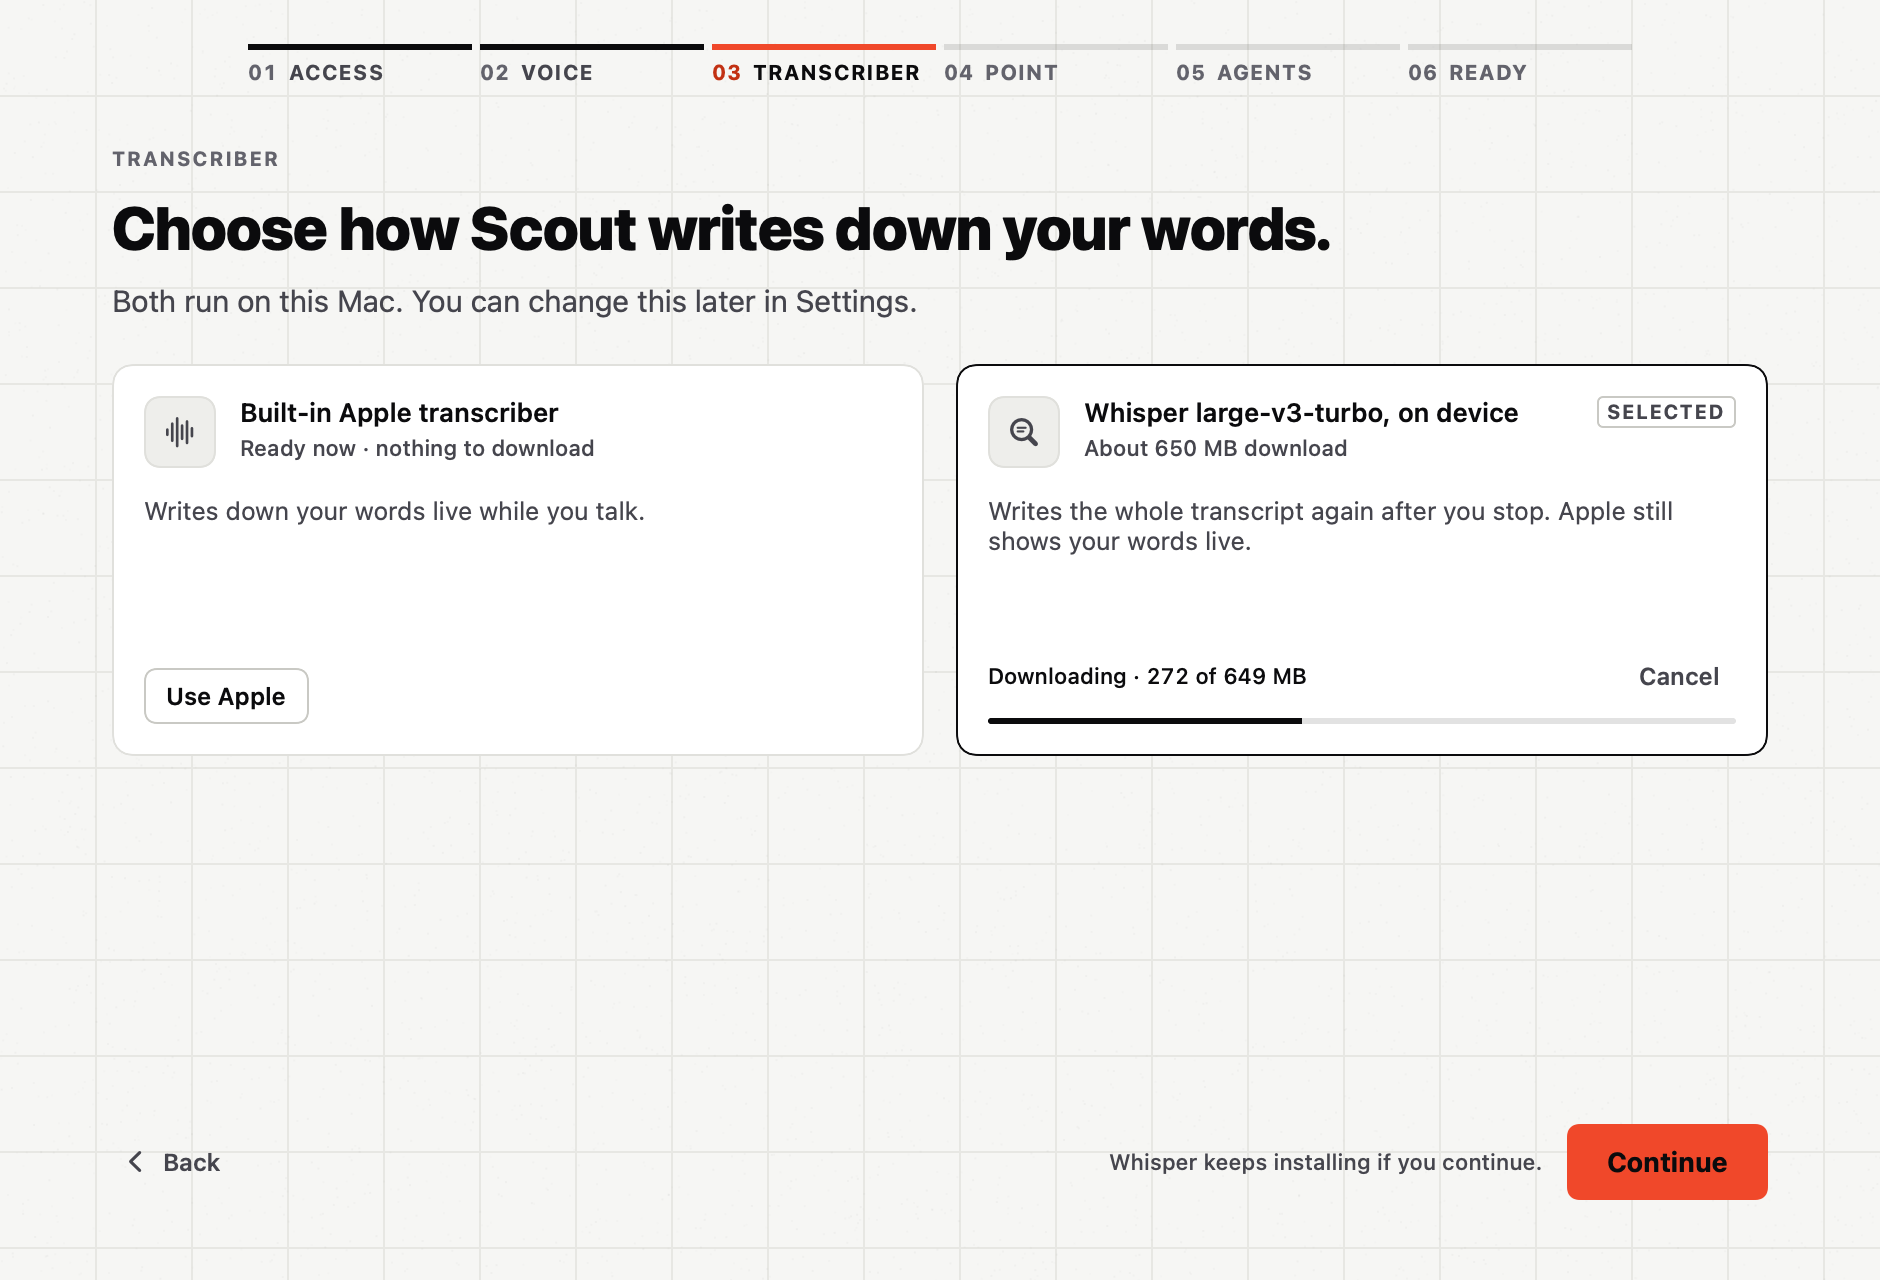 01 ACCESS
02 VOICE
03 TRANSCRIBER
04 POINT
05 AGENTS
06 READY
TRANSCRIBER
Choose how Scout writes down your words.
Both run on this Mac. You can change this later in Settings.
Built-in Apple transcriber
Ready now · nothing to download
Writes down your words live while you talk.
Use Apple
Whisper large-v3-turbo, on device
SELECTED
About 650 MB download
Writes the whole transcript again after you stop. Apple still
shows your words live.
Downloading · 272 of 649 MB
Cancel
Back
Whisper keeps installing if you continue.
Continue